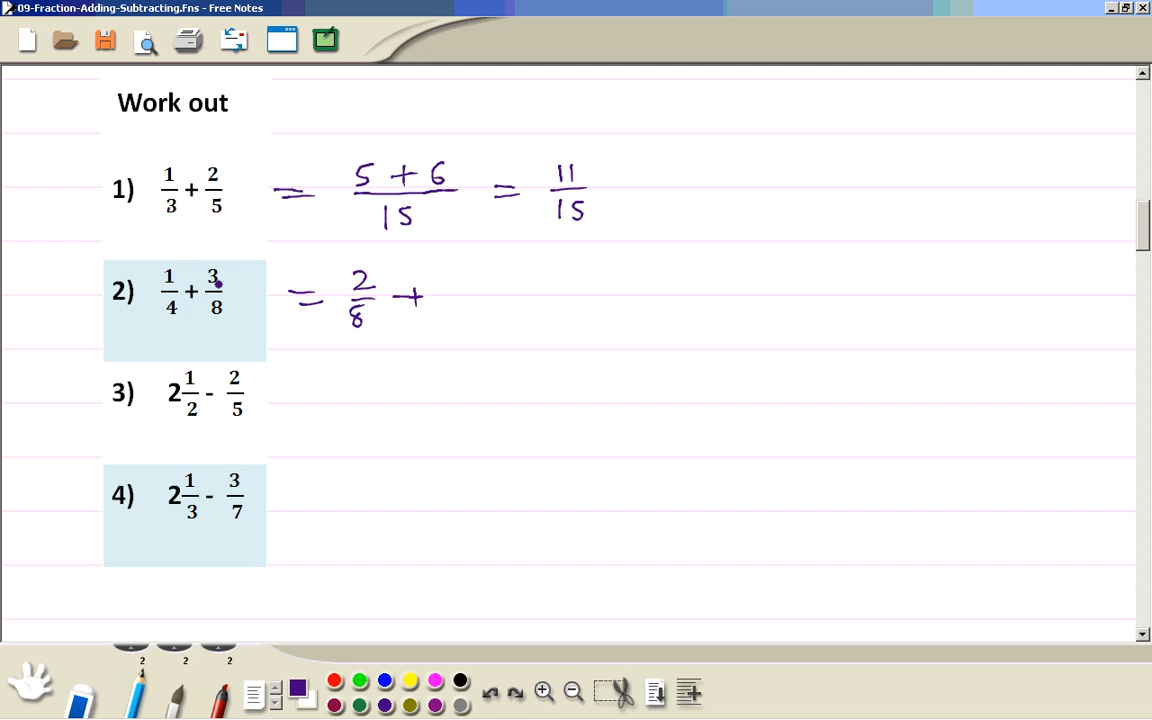 09-Fraction-Adding-Subtracting.Fns - Free Notes
Work out
1) 1/3 + 2/5 = 5 + 6/15 = 11/15
2) 1/4 + 3/8 = 2/8 +
3) 2 1/2 - 2/5
4) 2 1/3 - 3/7
2 2 2